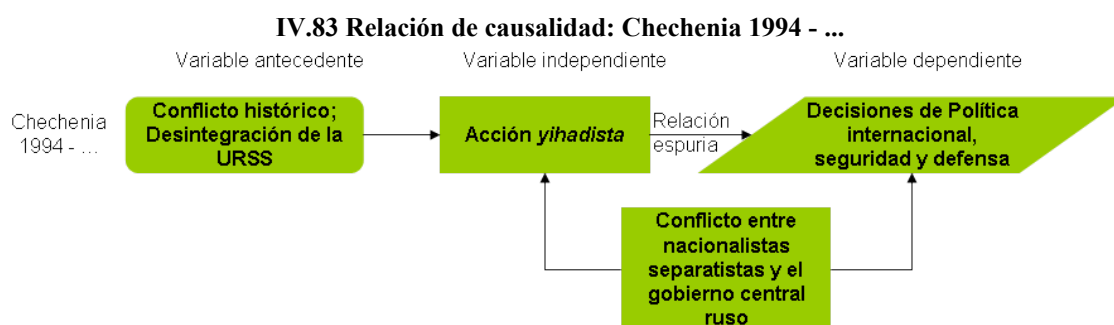 IV.83 Relación de causalidad: Chechenia 1994 - ...
Variable antecedente
Variable independiente
Variable dependiente
Chechenia
1994 - ...
Conflicto histórico;
Desintegración de la
URSS
Acción yihadista
Relación
espuria
Decisiones de Política
internacional,
seguridad y defensa
Conflicto entre
nacionalistas
separatistas y el
gobierno central
ruso